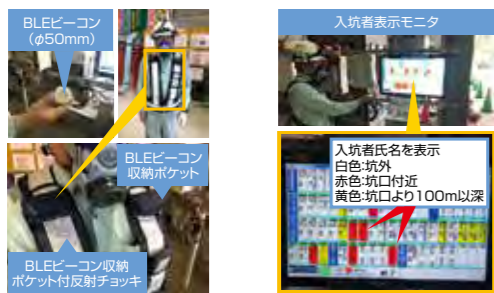 BLEビーコン
（φ50mm）
BLEビーコン
収納ポケット
BLEビーコン収納
ポケット付反射チョッキ
入坑者表示モニタ
入坑者氏名を表示
白色:坑外
赤色:坑口付近
黄色:坑口より100m以深